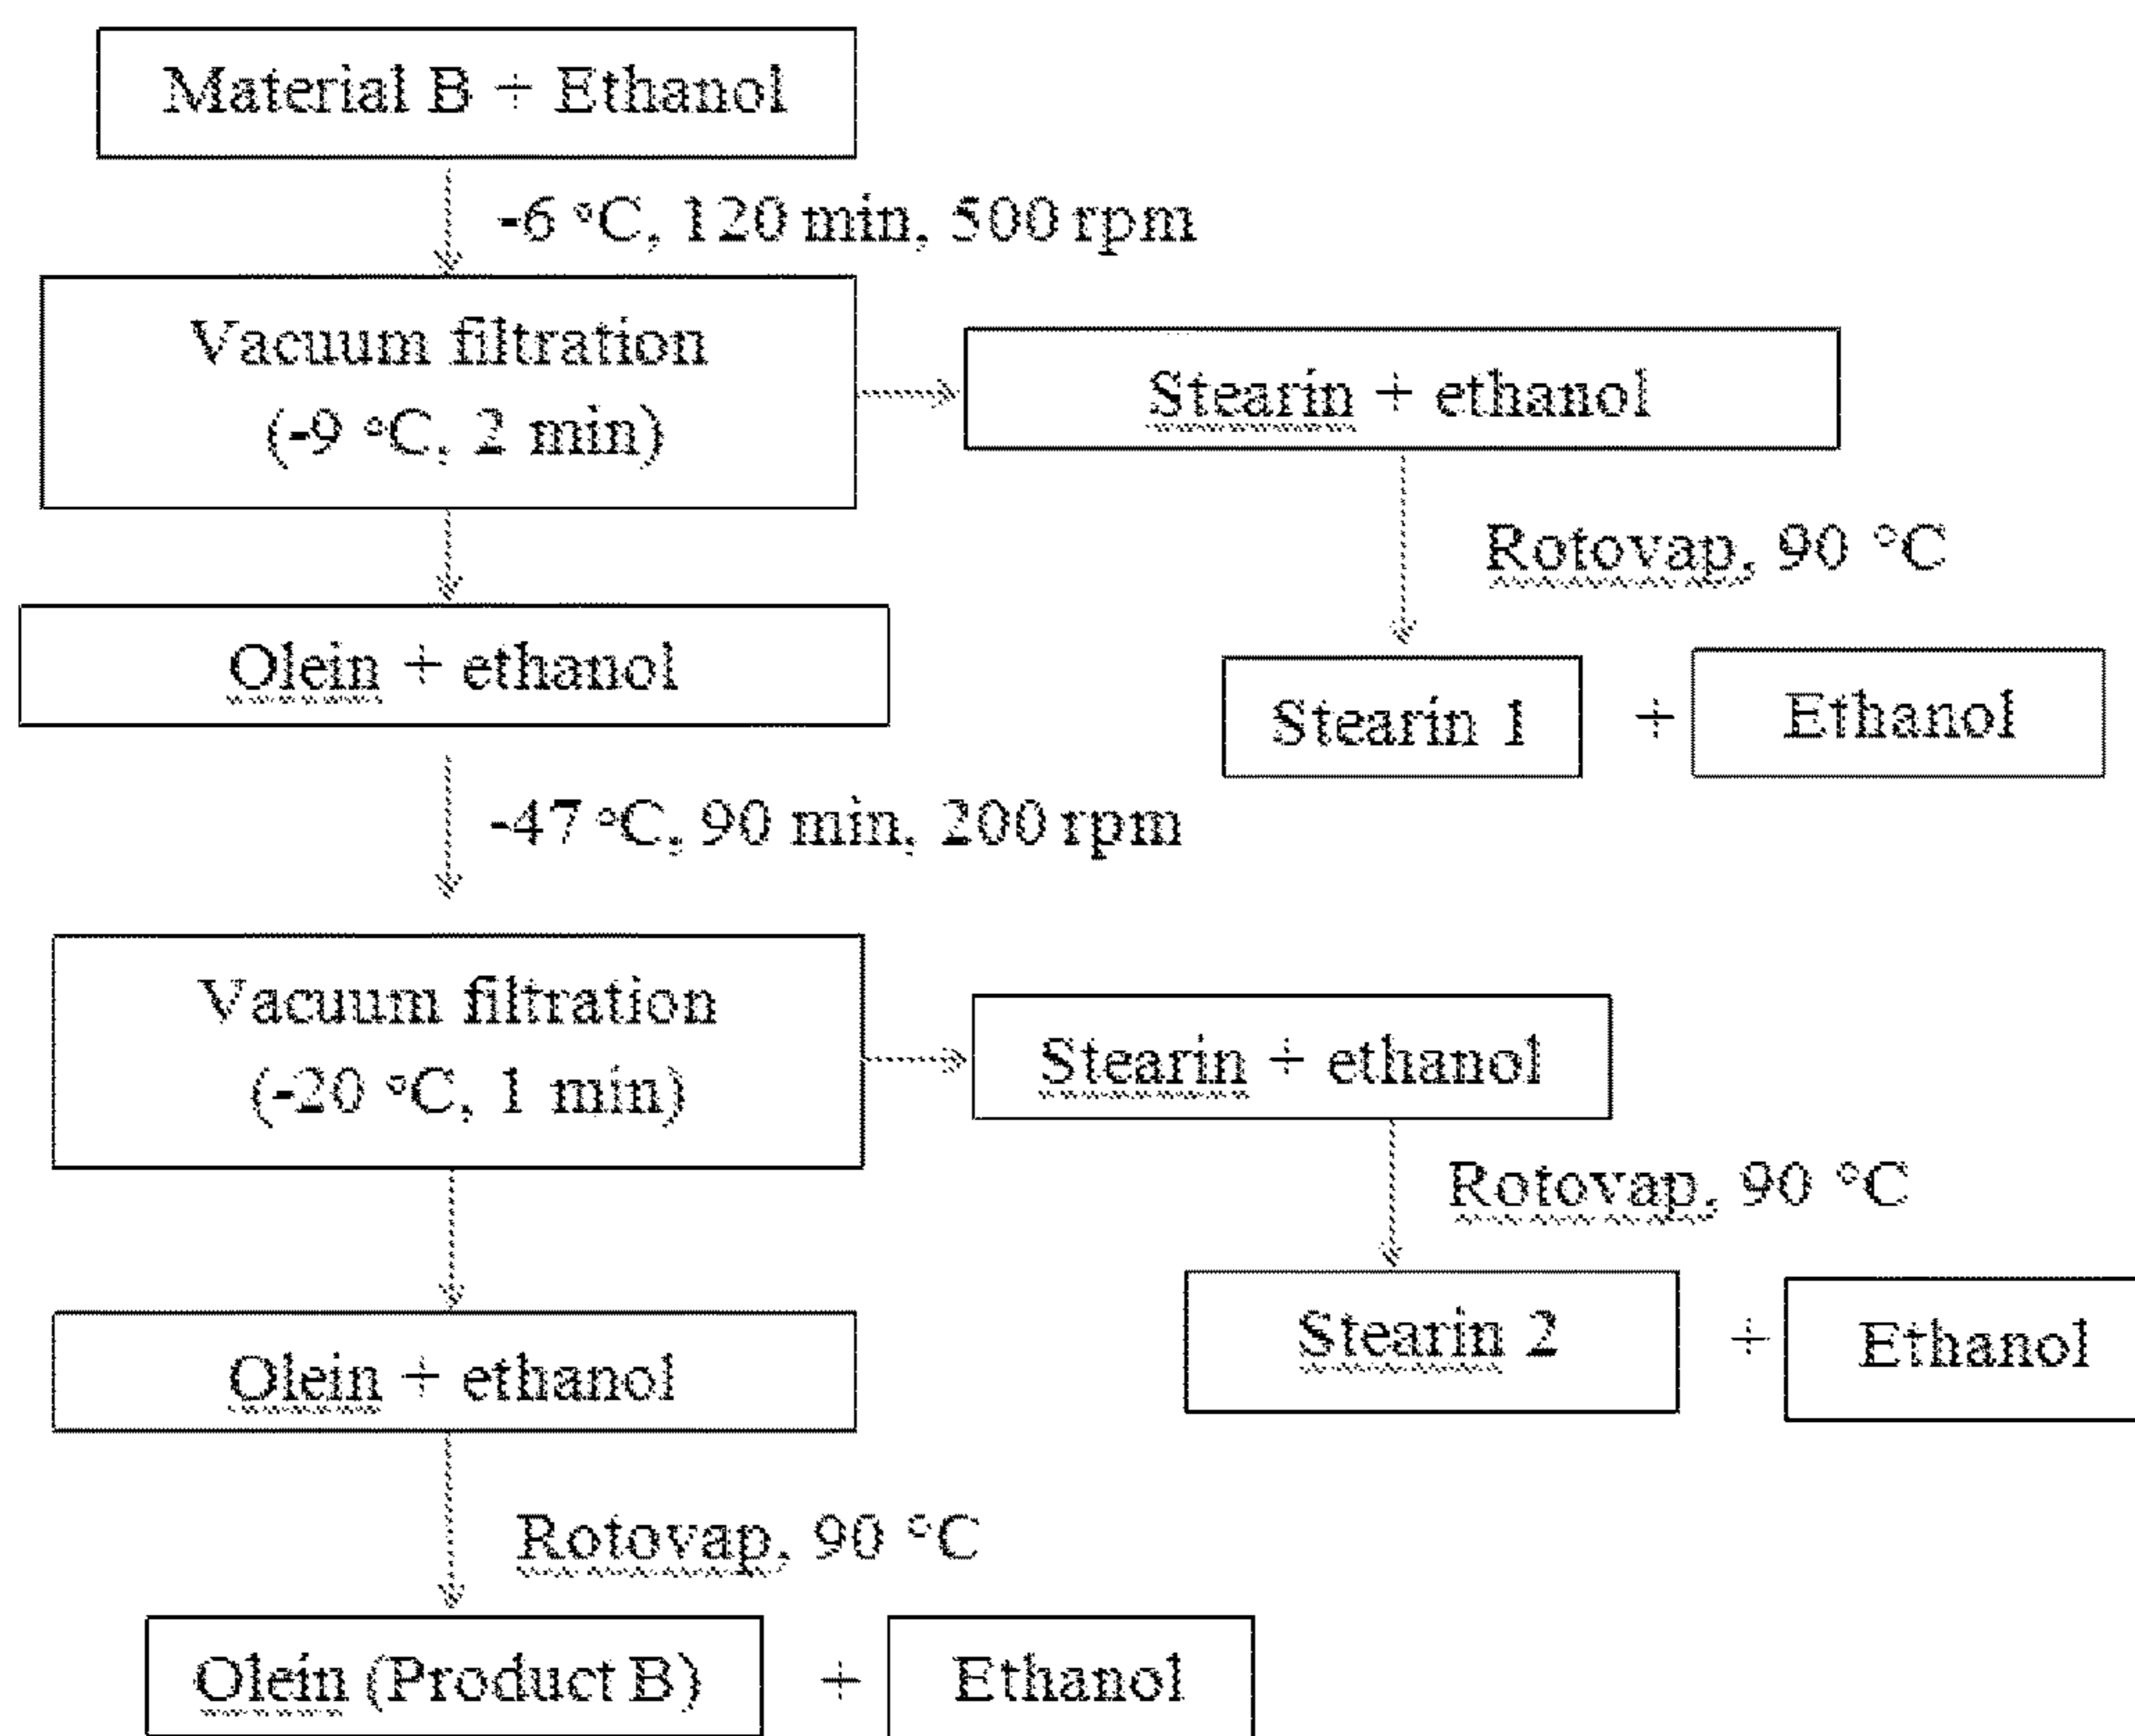 Material B + Ethanol
-6 °C, 120 min, 500 rpm
Vacuum filtration
(-9 °C, 2 min)
Stearin + ethanol
Rotovap, 90 °C
Olein + ethanol
Stearin 1 + Ethanol
-47 °C, 90 min, 200 rpm
Vacuum filtration
(-20 °C, 1 min)
Stearin + ethanol
Rotovap, 90 °C
Stearin 2 + Ethanol
Olein + ethanol
Rotovap, 90 °C
Olein (Product B) + Ethanol